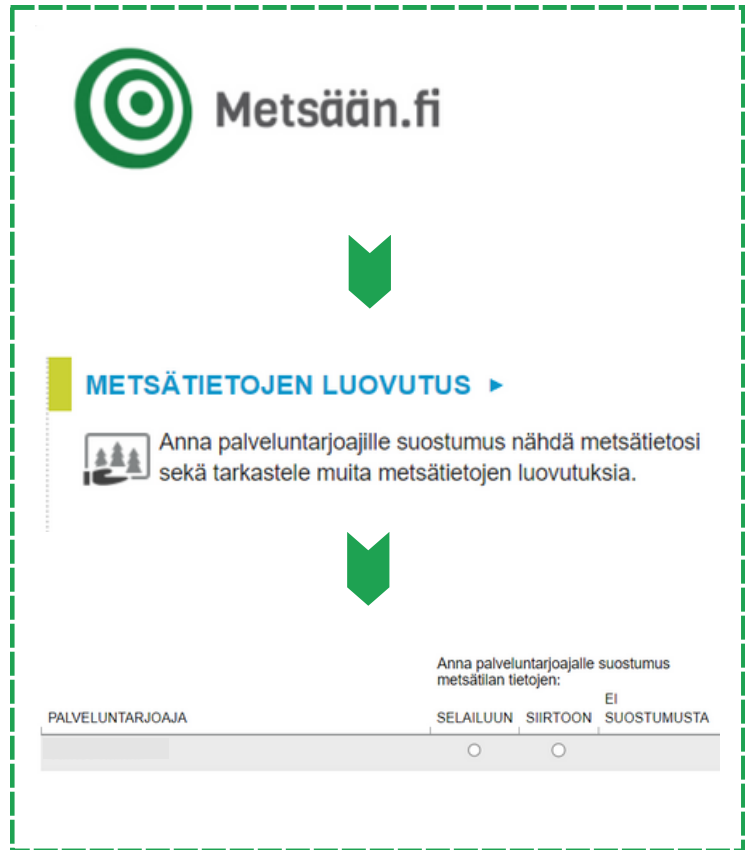 Metsään.fi
METSÄTIETOJEN LUOVUTUS ►
Anna palveluntarjoajille suostumus nähdä metsätietosi
sekä tarkastele muita metsätietojen luovutuksia.
Anna palveluntarjoajalle suostumus
metsätilan tietojen:
EI
PALVELUNTARJOAJA SELAILUUN SIIRTOON SUOSTUMUSTA